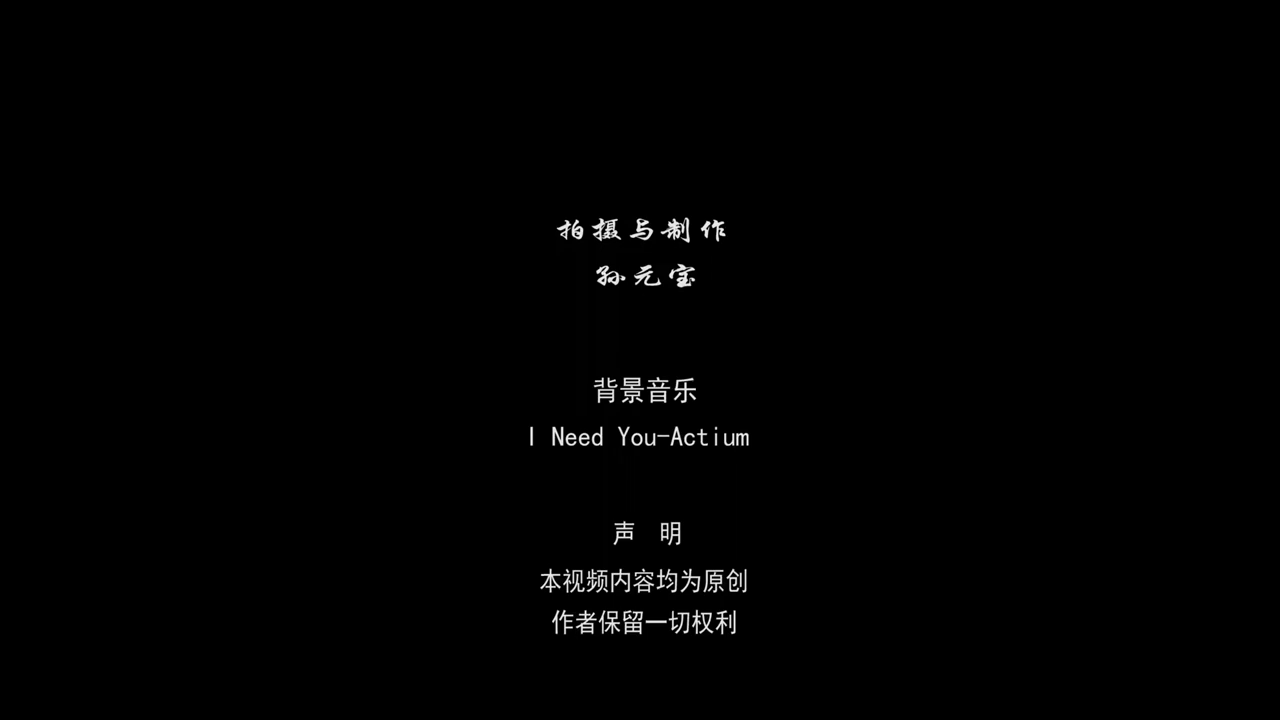 拍摄与制作
孙元宝
背景音乐
I Need You-Actium
声 明
本视频内容均为原创
作者保留一切权利